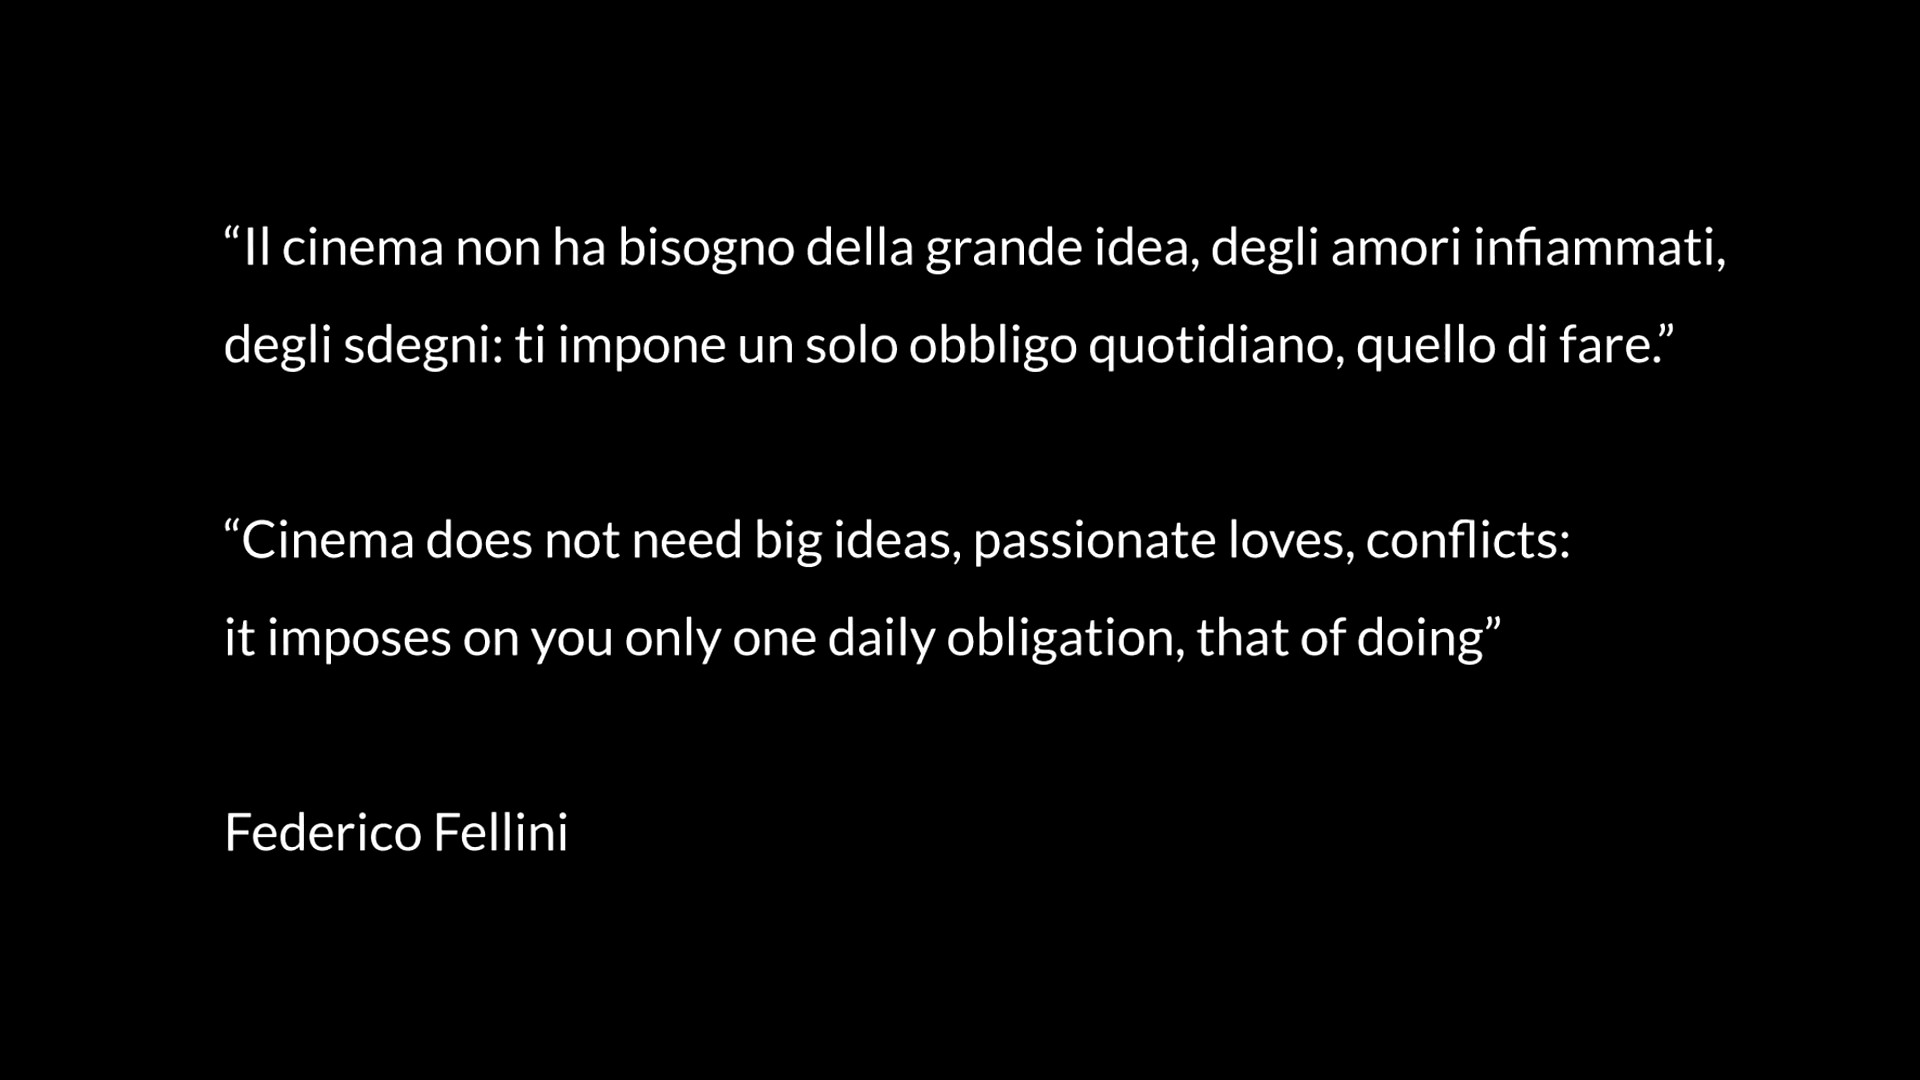 “Il cinema non ha bisogno della grande idea, degli amori infiammati,
degli sdegni: ti impone un solo obbligo quotidiano, quello di fare.”
“Cinema does not need big ideas, passionate loves, conflicts:
it imposes on you only one daily obligation, that of doing”
Federico Fellini